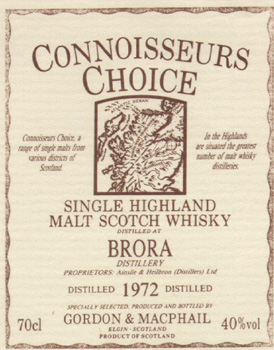 CONNOISSEURS
CHOICE
Connoisseurs Choice, a
range of single malts from
various districts of
Scotland
In the Highlands
are situated the greatest
number of malt whisky
distilleries.
SINGLE HIGHLAND
MALT SCOTCH WHISKY
DISTILLED AT
BRORA
DISTILLERY
PROPRIETORS: Ainslie & Heilbron (Distillers) Ltd
DISTILLED 1972 DISTILLED
SPECIALLY SELECTED, PRODUCED AND BOTTLED BY
70cl GORDON & MACPHAIL 40%vol
ELGIN · SCOTLAND
PRODUCT OF SCOTLAND